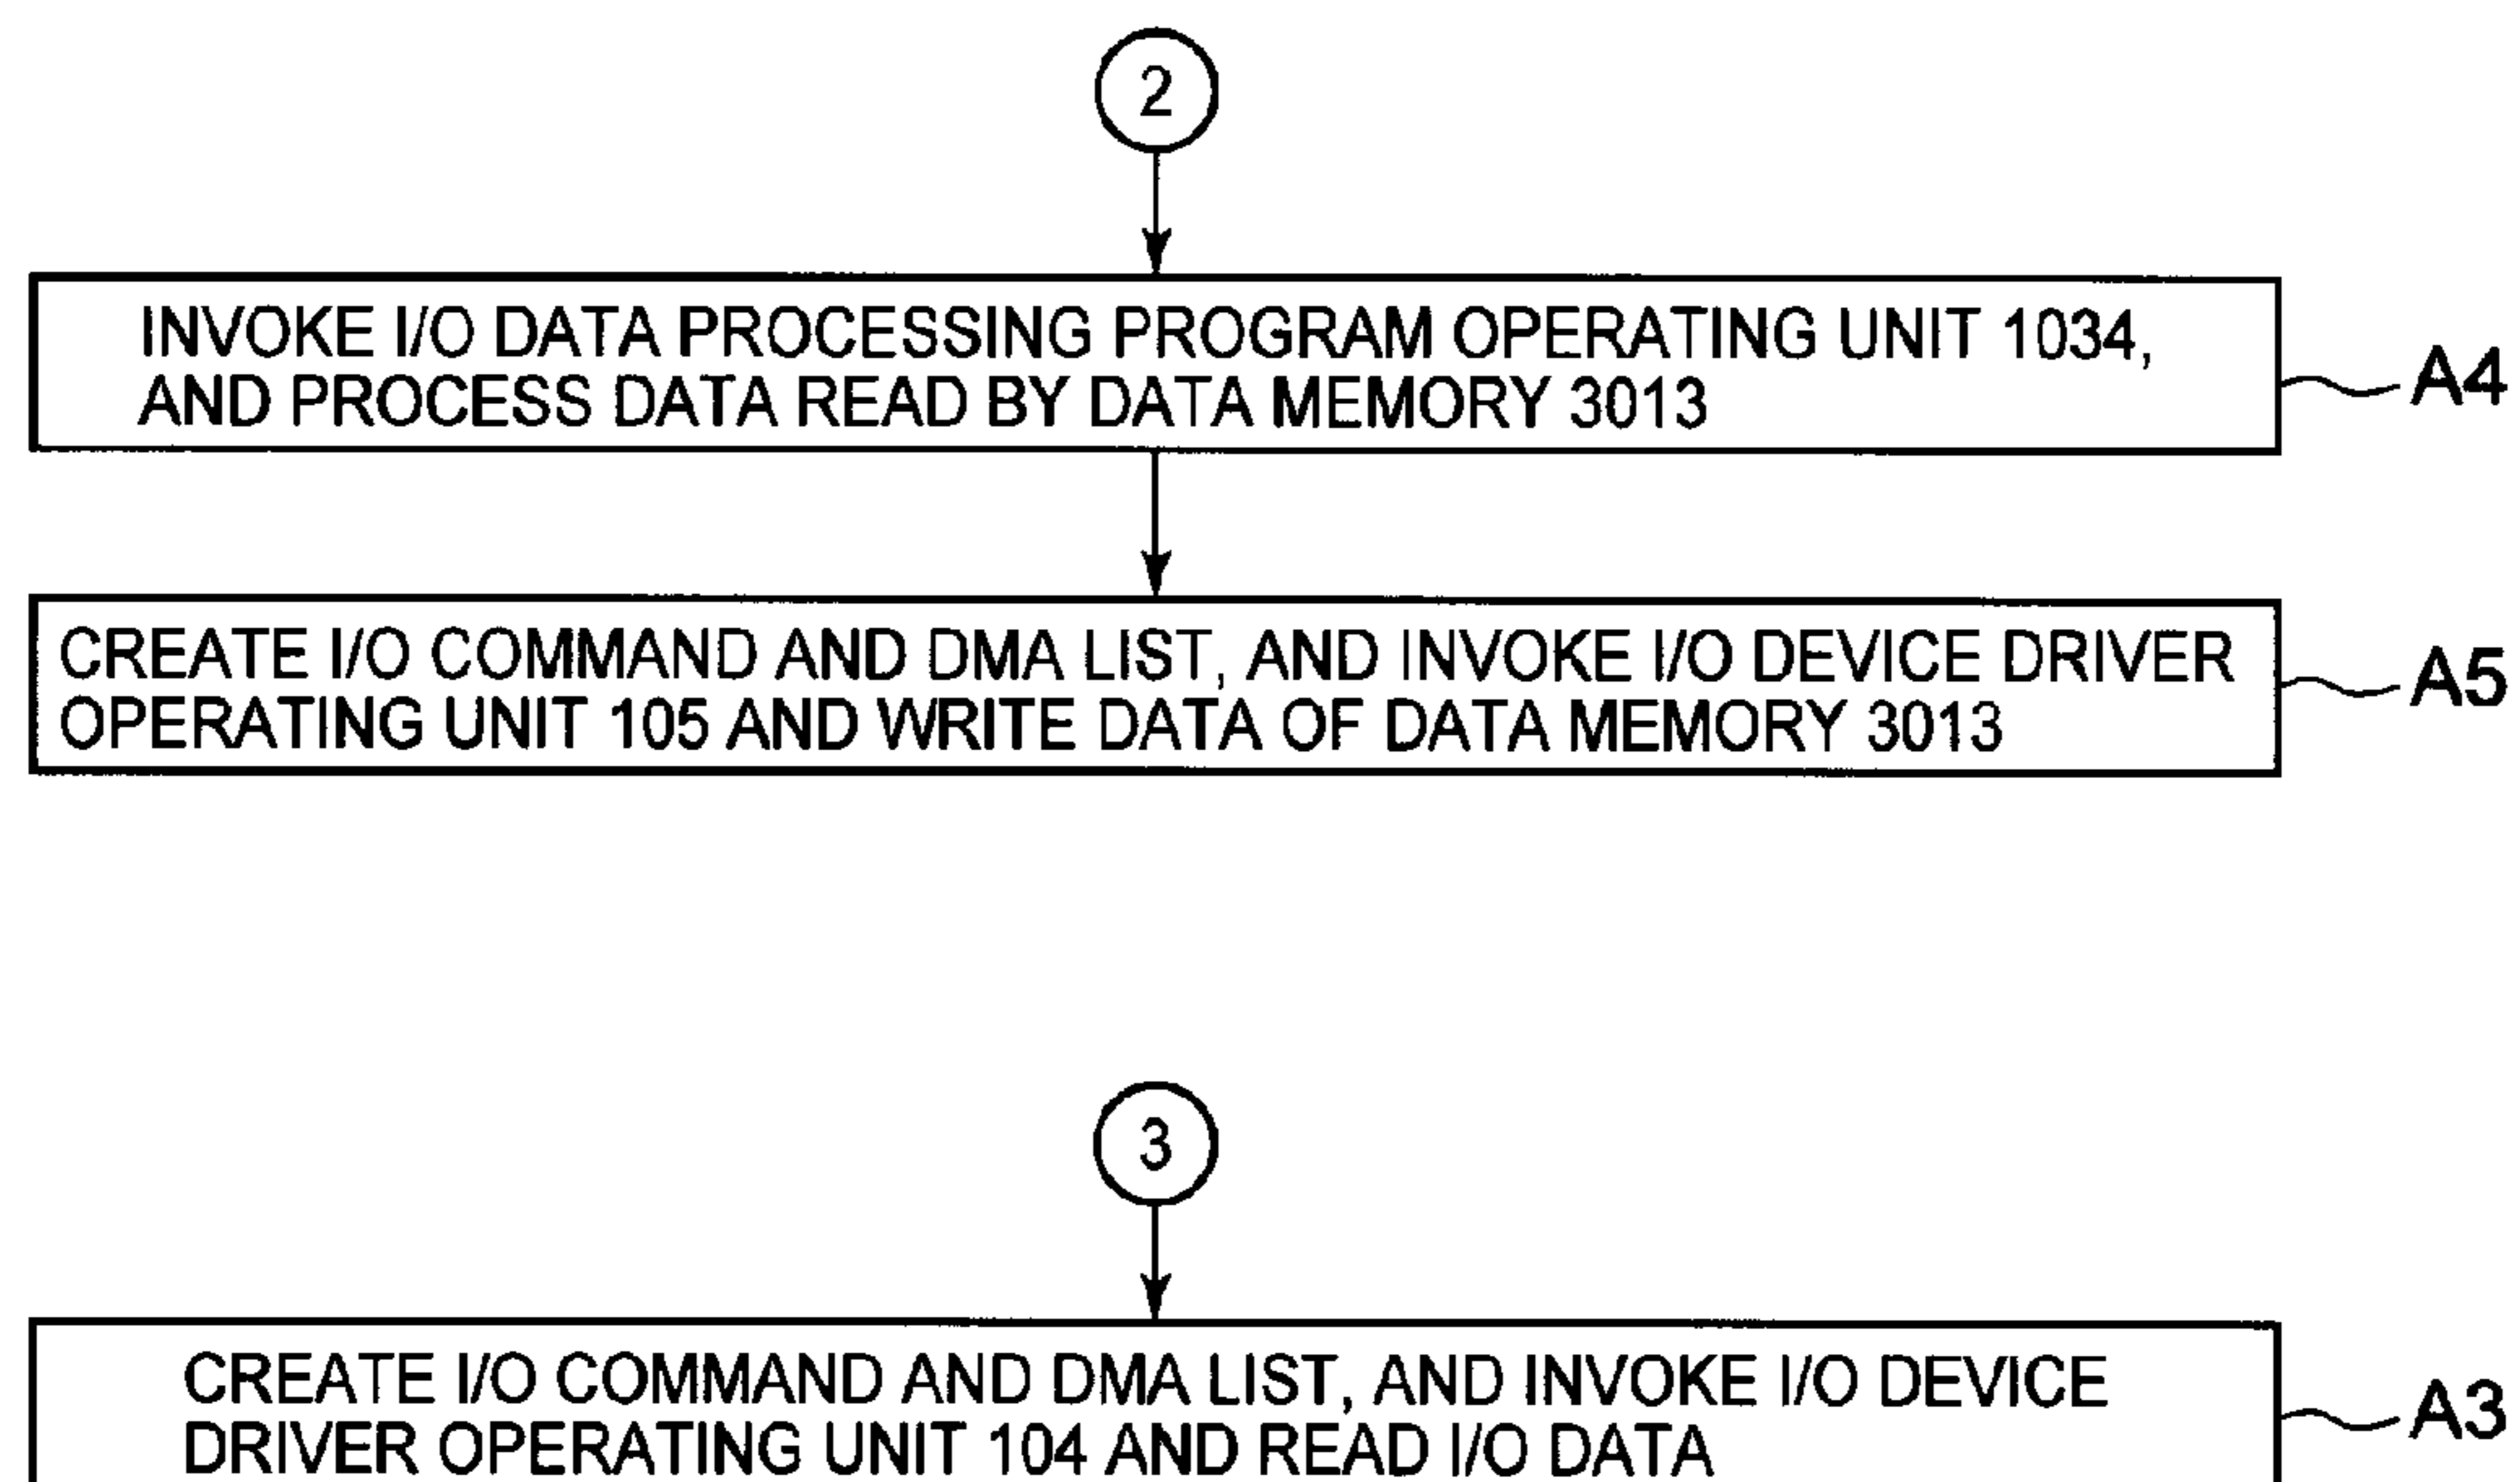 2
INVOKE I/O DATA PROCESSING PROGRAM OPERATING UNIT 1034,
AND PROCESS DATA READ BY DATA MEMORY 3013
A4
CREATE I/O COMMAND AND DMA LIST, AND INVOKE I/O DEVICE DRIVER
OPERATING UNIT 105 AND WRITE DATA OF DATA MEMORY 3013
A5
3
CREATE I/O COMMAND AND DMA LIST, AND INVOKE I/O DEVICE
DRIVER OPERATING UNIT 104 AND READ I/O DATA
A3